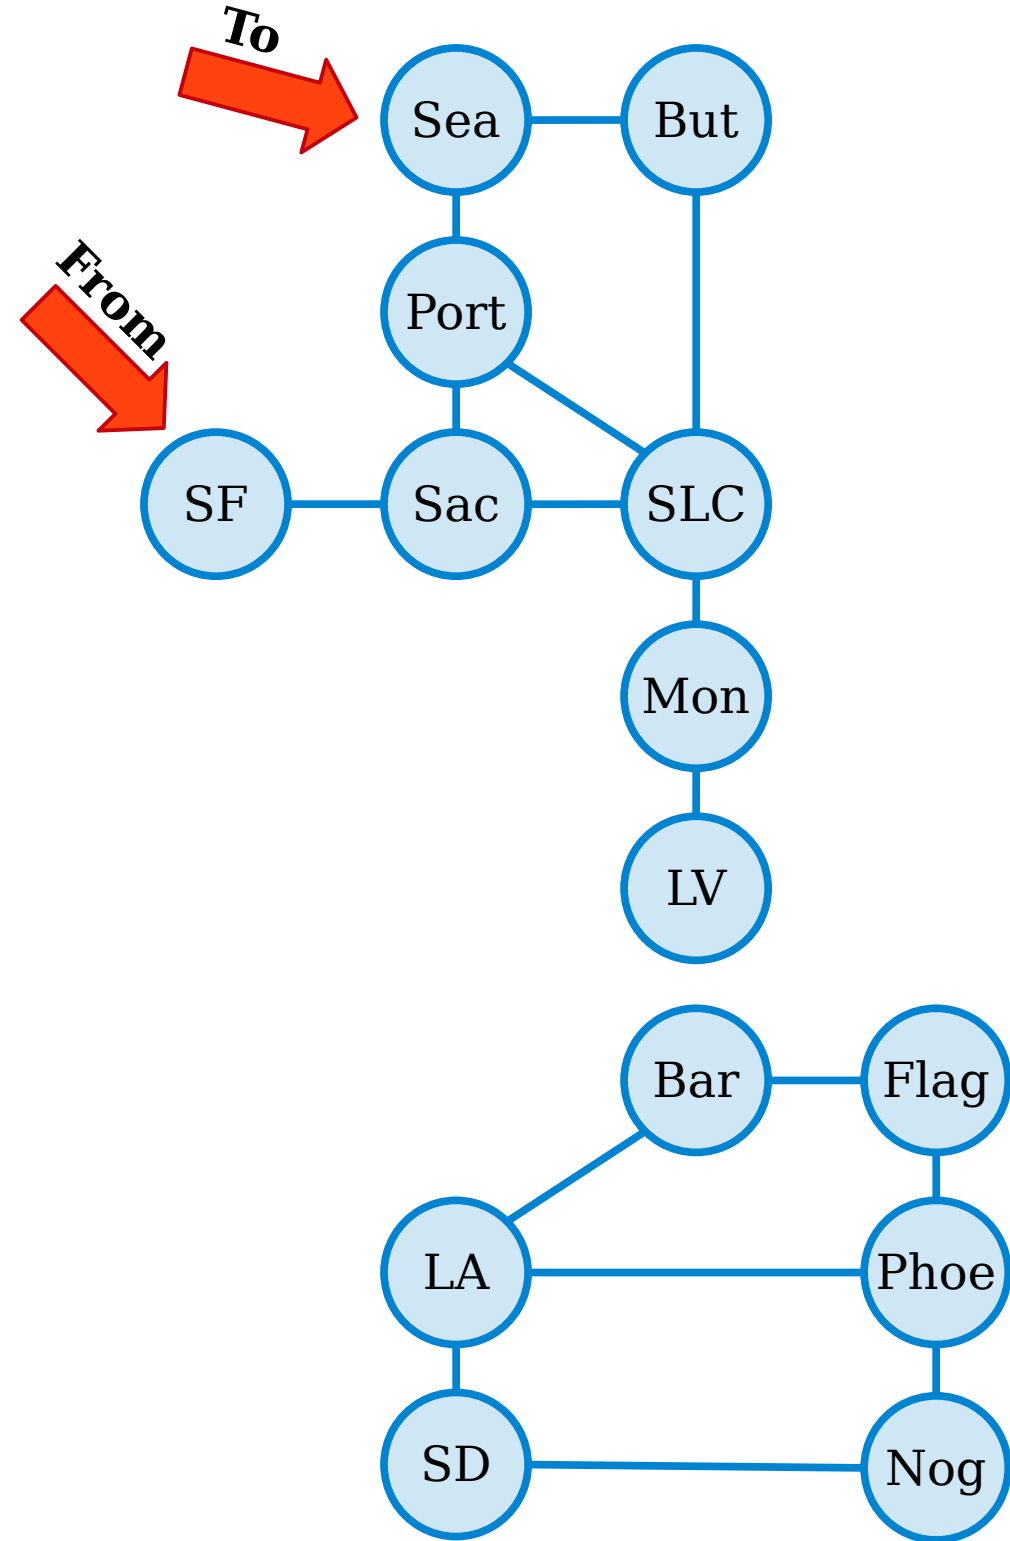 To
Sea
But
From
Port
SF
Sac
SLC
Mon
LV
Bar
Flag
LA
Phoe
SD
Nog